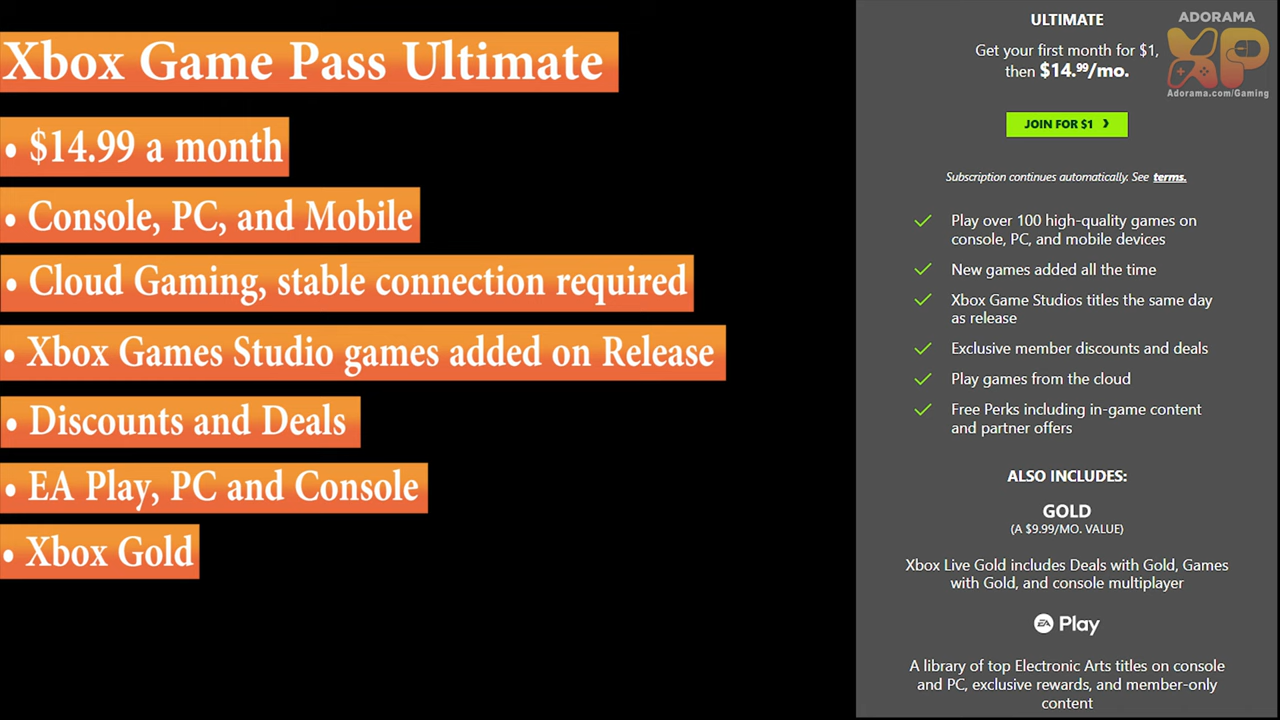 Xbox Game Pass Ultimate
• $14.99 a month
• Console, PC, and Mobile
• Cloud Gaming, stable connection required
• Xbox Games Studio games added on Release
• Discounts and Deals
• EA Play, PC and Console
• Xbox Gold
ULTIMATE
Get your first month for $1,
then $14.99/mo.
JOIN FOR $1 ›
Subscription continues automatically. See terms.
Play over 100 high-quality games on
console, PC, and mobile devices
New games added all the time
Xbox Game Studios titles the same day
as release
Exclusive member discounts and deals
Play games from the cloud
Free Perks including in-game content
and partner offers
ALSO INCLUDES:
GOLD
(A $9.99/MO. VALUE)
Xbox Live Gold includes Deals with Gold, Games
with Gold, and console multiplayer
EA Play
A library of top Electronic Arts titles on console
and PC, exclusive rewards, and member-only
content
ADORAMA
XP
Adorama.com/Gaming